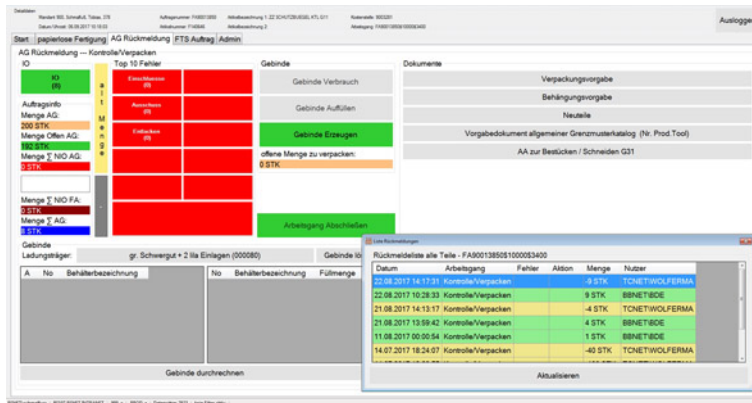 Detaildaten
Auftragsnummer: FA90013850
Ausloggen
Start papierlose Fertigung AG Rückmeldung FTS Auftrag Admin
AG Rückmeldung --- Kontrolle/Verpacken
IO
Top 10 Fehler
Gebinde
Dokumente
IO
(8)
alt Menge
-
Einschlüsse
(0)
Ausschuss
(0)
Entlacken
(0)
Gebinde Verbrauch
Gebinde Auffüllen
Gebinde Erzeugen
offene Menge zu verpacken:
0 STK
Arbeitsgang Abschließen
Verpackungsvorgabe
Behängungsvorgabe
Neuteile
Vorgabedokument allgemeiner Grenzmusterkatalog (Nr. Prod.Tool)
AA zur Bestücken / Schneiden G31
Auftragsinfo
Menge AG:
200 STK
Menge Offen AG:
192 STK
Menge ∑ NIO AG:
0 STK
Menge ∑ NIO FA:
0 STK
Menge ∑ AG:
8 STK
Gebinde
Ladungsträger:
gr. Schwergut + 2 lila Einlagen (000080)
A No Behälterbezeichnung
No Behälterbezeichnung Füllmenge
Gebinde durchrechnen
Liste Rückmeldungen
Rückmeldeliste alle Teile - FA90013850$10000$3400
Datum Arbeitsgang Fehler Aktion Menge Nutzer
22.08.2017 14:17:31 Kontrolle/Verpacken -9 STK TCNET\WOLFERMA
22.08.2017 10:28:33 Kontrolle/Verpacken 9 STK BBNET\BDE
21.08.2017 14:13:17 Kontrolle/Verpacken -4 STK TCNET\WOLFERMA
21.08.2017 13:59:42 Kontrolle/Verpacken 4 STK BBNET\BDE
11.08.2017 00:00:54 Kontrolle/Verpacken 1 STK BBNET\BDE
14.07.2017 18:24:07 Kontrolle/Verpacken -40 STK TCNET\WOLFERMA
Aktualisieren